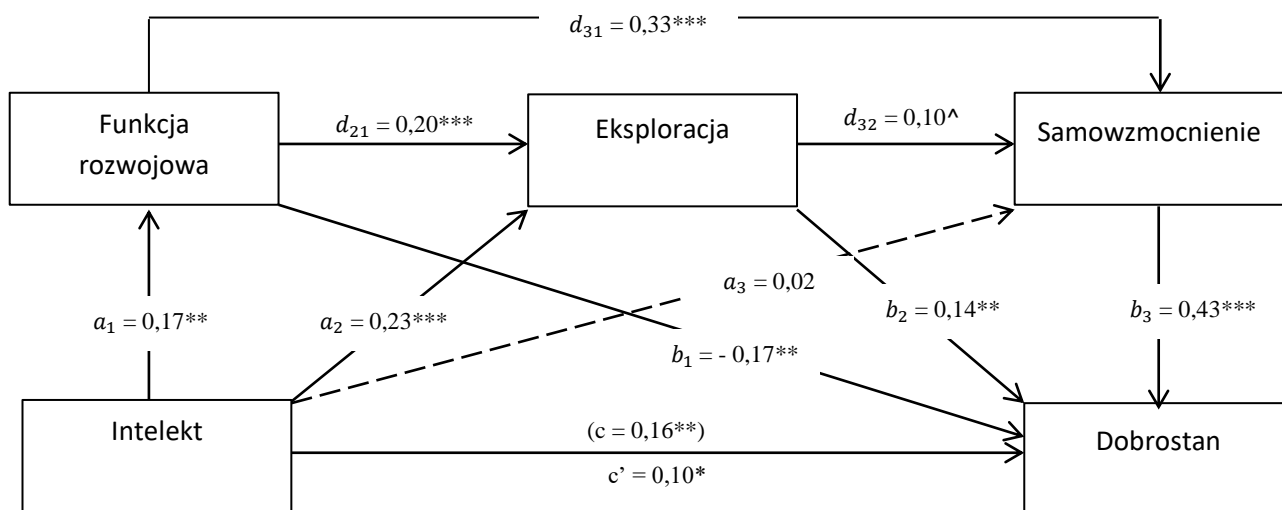 d₃₁ = 0,33***
Funkcja
rozwojowa
d₂₁ = 0,20***
Eksploracja
d₃₂ = 0,10^
Samowzmocnienie
a₁ = 0,17**
a₂ = 0,23***
a₃ = 0,02
b₁ = - 0,17**
b₂ = 0,14**
b₃ = 0,43***
Intelekt
(c = 0,16**)
c’ = 0,10*
Dobrostan